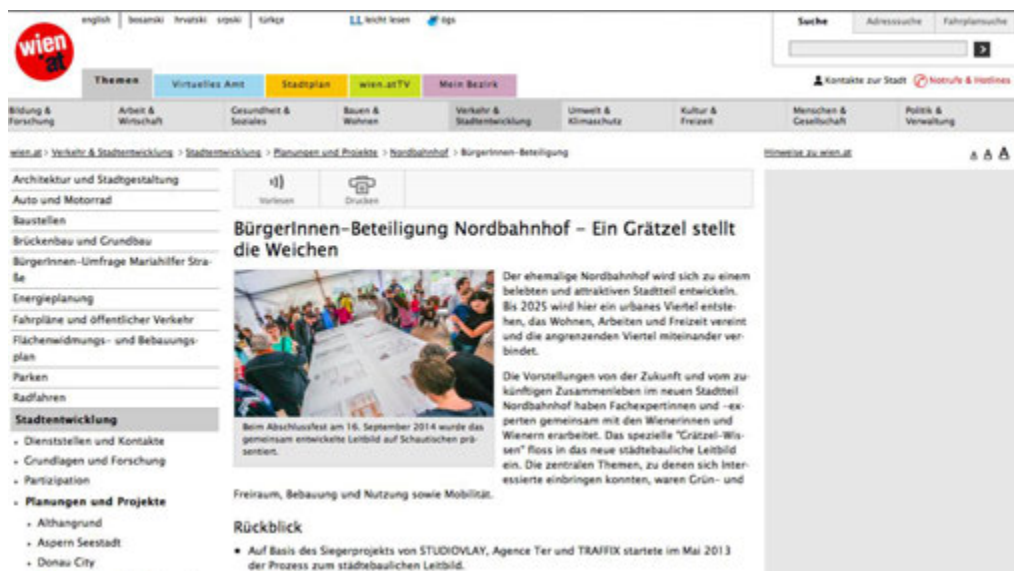 english bosanski hrvatski srpski türkçe LL leicht lesen ögs
wien.at
Suche Adresssuche Fahrplansuche
Themen Virtuelles Amt Stadtplan wien.at TV Mein Bezirk
Kontakte zur Stadt Notrufe & Hotlines
Bildung & Forschung
Arbeit & Wirtschaft
Gesundheit & Soziales
Bauen & Wohnen
Verkehr & Stadtentwicklung
Umwelt & Klimaschutz
Kultur & Freizeit
Menschen & Gesellschaft
Politik & Verwaltung
wien.at > Verkehr & Stadtentwicklung > Stadtentwicklung > Planungen und Projekte > Nordbahnhof > BürgerInnen-Beteiligung
Hinweise zu wien.at A A A
Architektur und Stadtgestaltung
Auto und Motorrad
Baustellen
Brückenbau und Grundbau
BürgerInnen-Umfrage Mariahilfer Stra-
ße
Energieplanung
Fahrpläne und öffentlicher Verkehr
Flächenwidmungs- und Bebauungs-
plan
Parken
Radfahren
Stadtentwicklung
Dienststellen und Kontakte
Grundlagen und Forschung
Partizipation
Planungen und Projekte
Althangrund
Aspern Seestadt
Donau City
Vorlesen Drucken
BürgerInnen-Beteiligung Nordbahnhof – Ein Grätzel stellt
die Weichen
Beim Abschlussfest am 16. September 2014 wurde das
gemeinsam entwickelte Leitbild auf Schautischen prä-
sentiert.
Der ehemalige Nordbahnhof wird sich zu einem
belebten und attraktiven Stadtteil entwickeln.
Bis 2025 wird hier ein urbanes Viertel entste-
hen, das Wohnen, Arbeiten und Freizeit vereint
und die angrenzenden Viertel miteinander ver-
bindet.
Die Vorstellungen von der Zukunft und vom zu-
künftigen Zusammenleben im neuen Stadtteil
Nordbahnhof haben Fachexpertinnen und -ex-
perten gemeinsam mit den Wienerinnen und
Wienern erarbeitet. Das spezielle "Grätzel-Wis-
sen" floss in das neue städtebauliche Leitbild
ein. Die zentralen Themen, zu denen sich Inter-
essierte einbringen konnten, waren Grün- und
Freiraum, Bebauung und Nutzung sowie Mobilität.
Rückblick
• Auf Basis des Siegerprojekts von STUDIOVLAY, Agence Ter und TRAFFIX startete im Mai 2013
der Prozess zum städtebaulichen Leitbild.